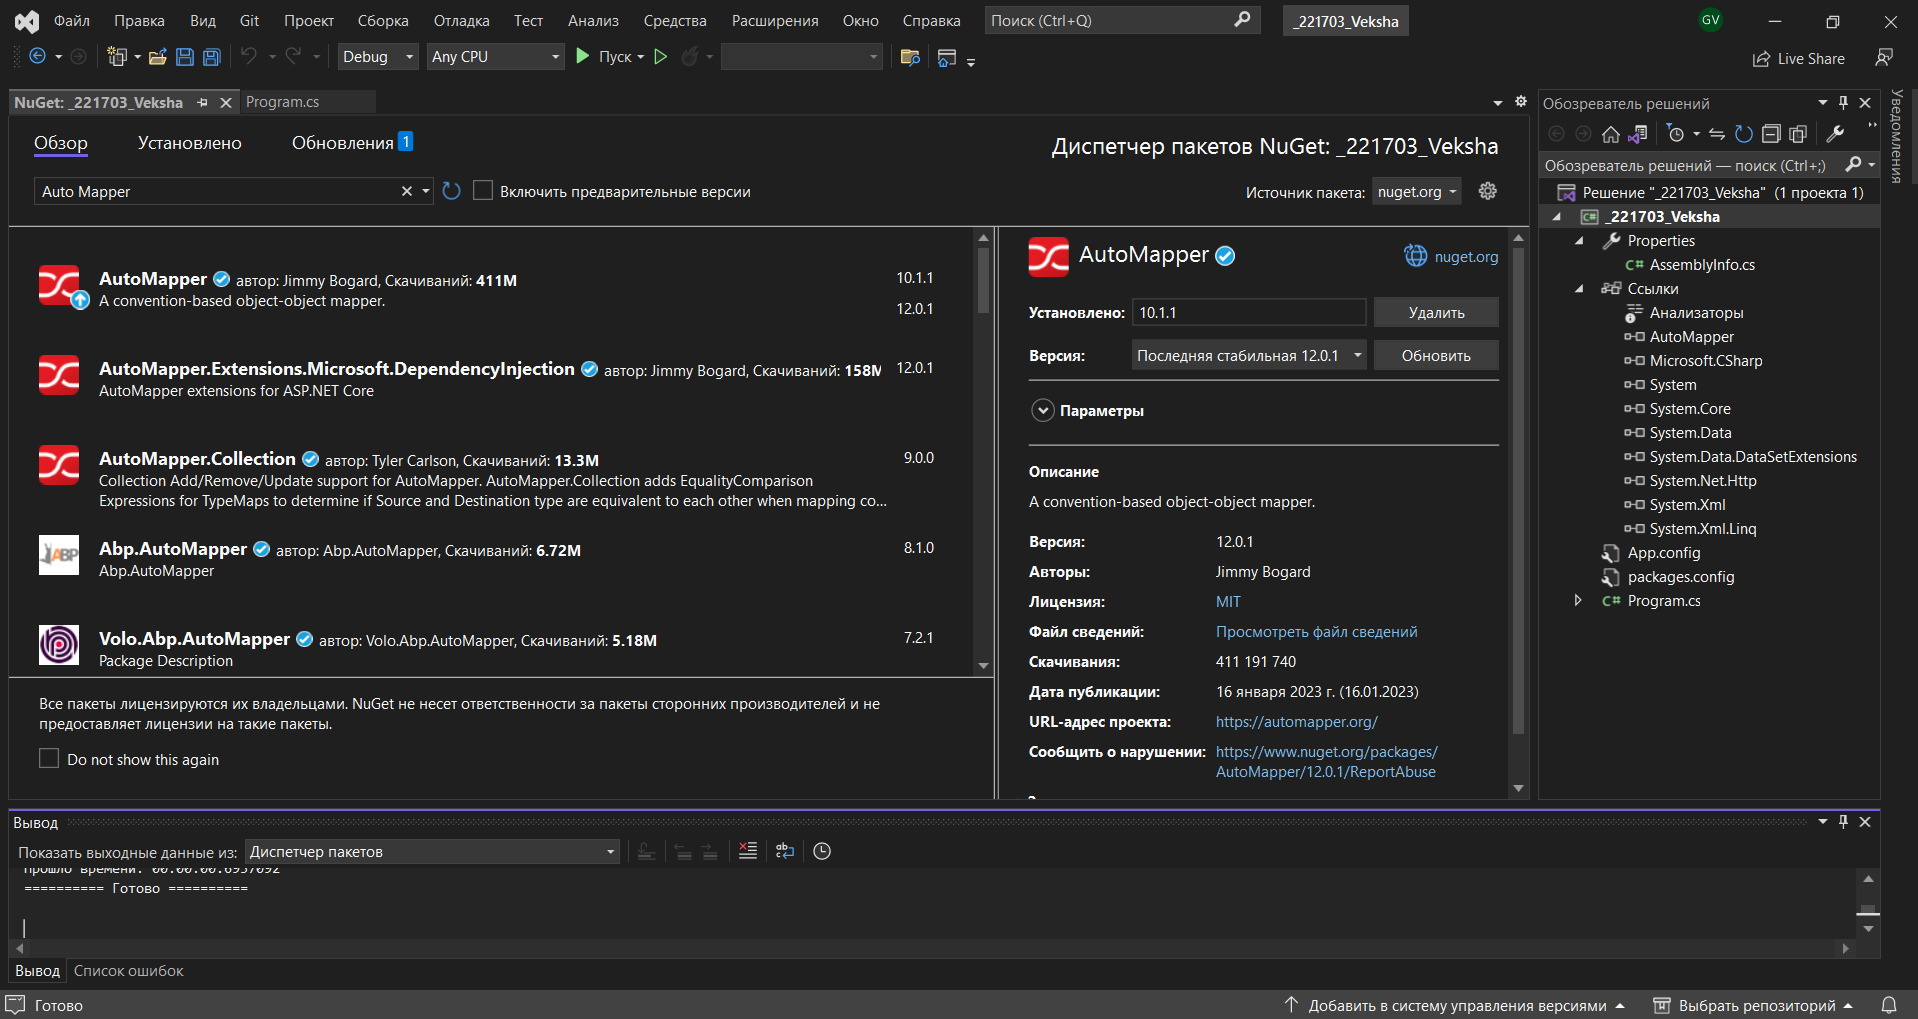 Файл Правка Вид Git Проект Сборка Отладка Тест Анализ Средства Расширения Окно Справка Поиск (Ctrl+Q) _221703_Veksha GV
Debug Any CPU Пуск Live Share
NuGet: _221703_Veksha Program.cs
Обзор Установлено Обновления 1
Диспетчер пакетов NuGet: _221703_Veksha
Auto Mapper Включить предварительные версии Источник пакета: nuget.org
AutoMapper автор: Jimmy Bogard, Скачиваний: 411M 10.1.1
A convention-based object-object mapper.
12.0.1
AutoMapper.Extensions.Microsoft.DependencyInjection автор: Jimmy Bogard, Скачиваний: 158M 12.0.1
AutoMapper extensions for ASP.NET Core
AutoMapper.Collection автор: Tyler Carlson, Скачиваний: 13.3M 9.0.0
Collection Add/Remove/Update support for AutoMapper. AutoMapper.Collection adds EqualityComparison
Expressions for TypeMaps to determine if Source and Destination type are equivalent to each other when mapping co...
ABP
Abp.AutoMapper автор: Abp.AutoMapper, Скачиваний: 6.72M 8.1.0
Abp.AutoMapper
Volo.Abp.AutoMapper автор: Volo.Abp.AutoMapper, Скачиваний: 5.18M 7.2.1
Package Description
Все пакеты лицензируются их владельцами. NuGet не несет ответственности за пакеты сторонних производителей и не
предоставляет лицензии на такие пакеты.
Do not show this again
AutoMapper nuget.org
Установлено: 10.1.1 Удалить
Версия: Последняя стабильная 12.0.1 Обновить
Параметры
Описание
A convention-based object-object mapper.
Версия: 12.0.1
Авторы: Jimmy Bogard
Лицензия: MIT
Файл сведений: Просмотреть файл сведений
Скачивания: 411 191 740
Дата публикации: 16 января 2023 г. (16.01.2023)
URL-адрес проекта: https://automapper.org/
Сообщить о нарушении: https://www.nuget.org/packages/
AutoMapper/12.0.1/ReportAbuse
Обозреватель решений
Обозреватель решений — поиск (Ctrl+;)
Решение "_221703_Veksha" (1 проекта 1)
C# _221703_Veksha
Properties
C# AssemblyInfo.cs
Ссылки
Анализаторы
AutoMapper
Microsoft.CSharp
System
System.Core
System.Data
System.Data.DataSetExtensions
System.Net.Http
System.Xml
System.Xml.Linq
App.config
packages.config
C# Program.cs
Уведомления
Вывод
Показать выходные данные из: Диспетчер пакетов
Прошло времени: 00:00:00.6957092
========== Готово ==========
Вывод Список ошибок
Готово Добавить в систему управления версиями Выбрать репозиторий